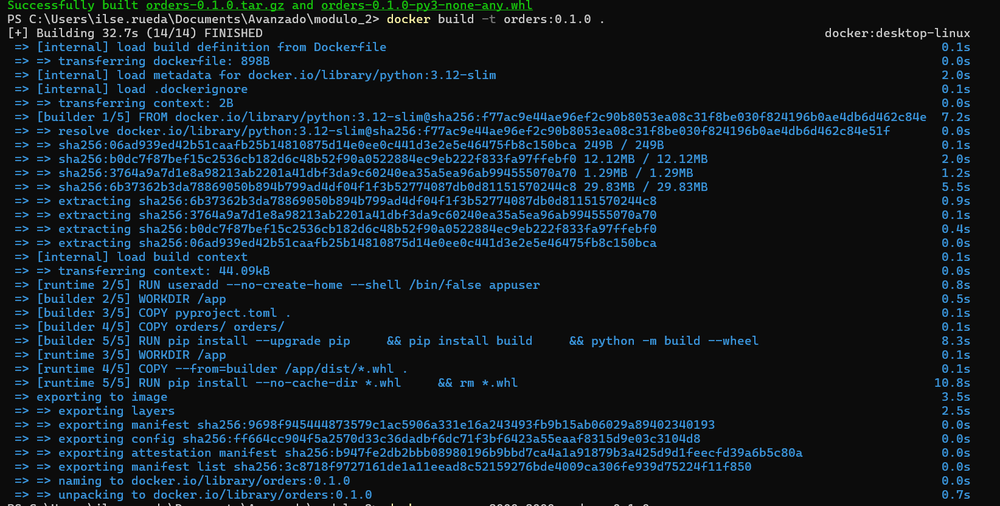 Successfully built orders-0.1.0.tar.gz and orders-0.1.0-py3-none-any.whl
PS C:\Users\ilse.rueda\Documents\Avanzado\modulo_2> docker build -t orders:0.1.0 .
[+] Building 32.7s (14/14) FINISHED docker:desktop-linux
=> [internal] load build definition from Dockerfile 0.1s
=> => transferring dockerfile: 898B 0.0s
=> [internal] load metadata for docker.io/library/python:3.12-slim 2.0s
=> [internal] load .dockerignore 0.1s
=> => transferring context: 2B 0.0s
=> [builder 1/5] FROM docker.io/library/python:3.12-slim@sha256:f77ac9e44ae96ef2c90b8053ea08c31f8be030f824196b0ae4db6d462c84e 7.2s
=> => resolve docker.io/library/python:3.12-slim@sha256:f77ac9e44ae96ef2c90b8053ea08c31f8be030f824196b0ae4db6d462c84e51f 0.0s
=> => sha256:06ad939ed42b51caafb25b14810875d14e0ee0c441d3e2e5e46475fb8c150bca 249B / 249B 0.1s
=> => sha256:b0dc7f87bef15c2536cb182d6c48b52f90a0522884ec9eb222f833fa97ffebf0 12.12MB / 12.12MB 2.0s
=> => sha256:3764a9a7d1e8a98213ab2201a41dbf3da9c60240ea35a5ea96ab994555070a70 1.29MB / 1.29MB 1.2s
=> => sha256:6b37362b3da78869050b894b799ad4df04f1f3b52774087db0d81151570244c8 29.83MB / 29.83MB 5.5s
=> => extracting sha256:6b37362b3da78869050b894b799ad4df04f1f3b52774087db0d81151570244c8 0.9s
=> => extracting sha256:3764a9a7d1e8a98213ab2201a41dbf3da9c60240ea35a5ea96ab994555070a70 0.1s
=> => extracting sha256:b0dc7f87bef15c2536cb182d6c48b52f90a0522884ec9eb222f833fa97ffebf0 0.4s
=> => extracting sha256:06ad939ed42b51caafb25b14810875d14e0ee0c441d3e2e5e46475fb8c150bca 0.0s
=> [internal] load build context 0.1s
=> => transferring context: 44.09kB 0.0s
=> [runtime 2/5] RUN useradd --no-create-home --shell /bin/false appuser 0.8s
=> [builder 2/5] WORKDIR /app 0.5s
=> [builder 3/5] COPY pyproject.toml . 0.1s
=> [builder 4/5] COPY orders/ orders/ 0.1s
=> [builder 5/5] RUN pip install --upgrade pip     && pip install build     && python -m build --wheel 8.3s
=> [runtime 3/5] WORKDIR /app 0.1s
=> [runtime 4/5] COPY --from=builder /app/dist/*.whl . 0.1s
=> [runtime 5/5] RUN pip install --no-cache-dir *.whl     && rm *.whl 10.8s
=> exporting to image 3.5s
=> => exporting layers 2.5s
=> => exporting manifest sha256:9698f945444873579c1ac5906a331e16a243493fb9b15ab06029a89402340193 0.0s
=> => exporting config sha256:ff664cc904f5a2570d33c36dadbf6dc71f3bf6423a55eaaf8315d9e03c3104d8 0.0s
=> => exporting attestation manifest sha256:b947fe2db2bbb08980196b9bbd7ca4a1a91879b3a425d9d1feecfd39a6b5c80a 0.0s
=> => exporting manifest list sha256:3c8718f9727161de1a11eead8c52159276bde4009ca306fe939d75224f11f850 0.0s
=> => naming to docker.io/library/orders:0.1.0 0.0s
=> => unpacking to docker.io/library/orders:0.1.0 0.7s